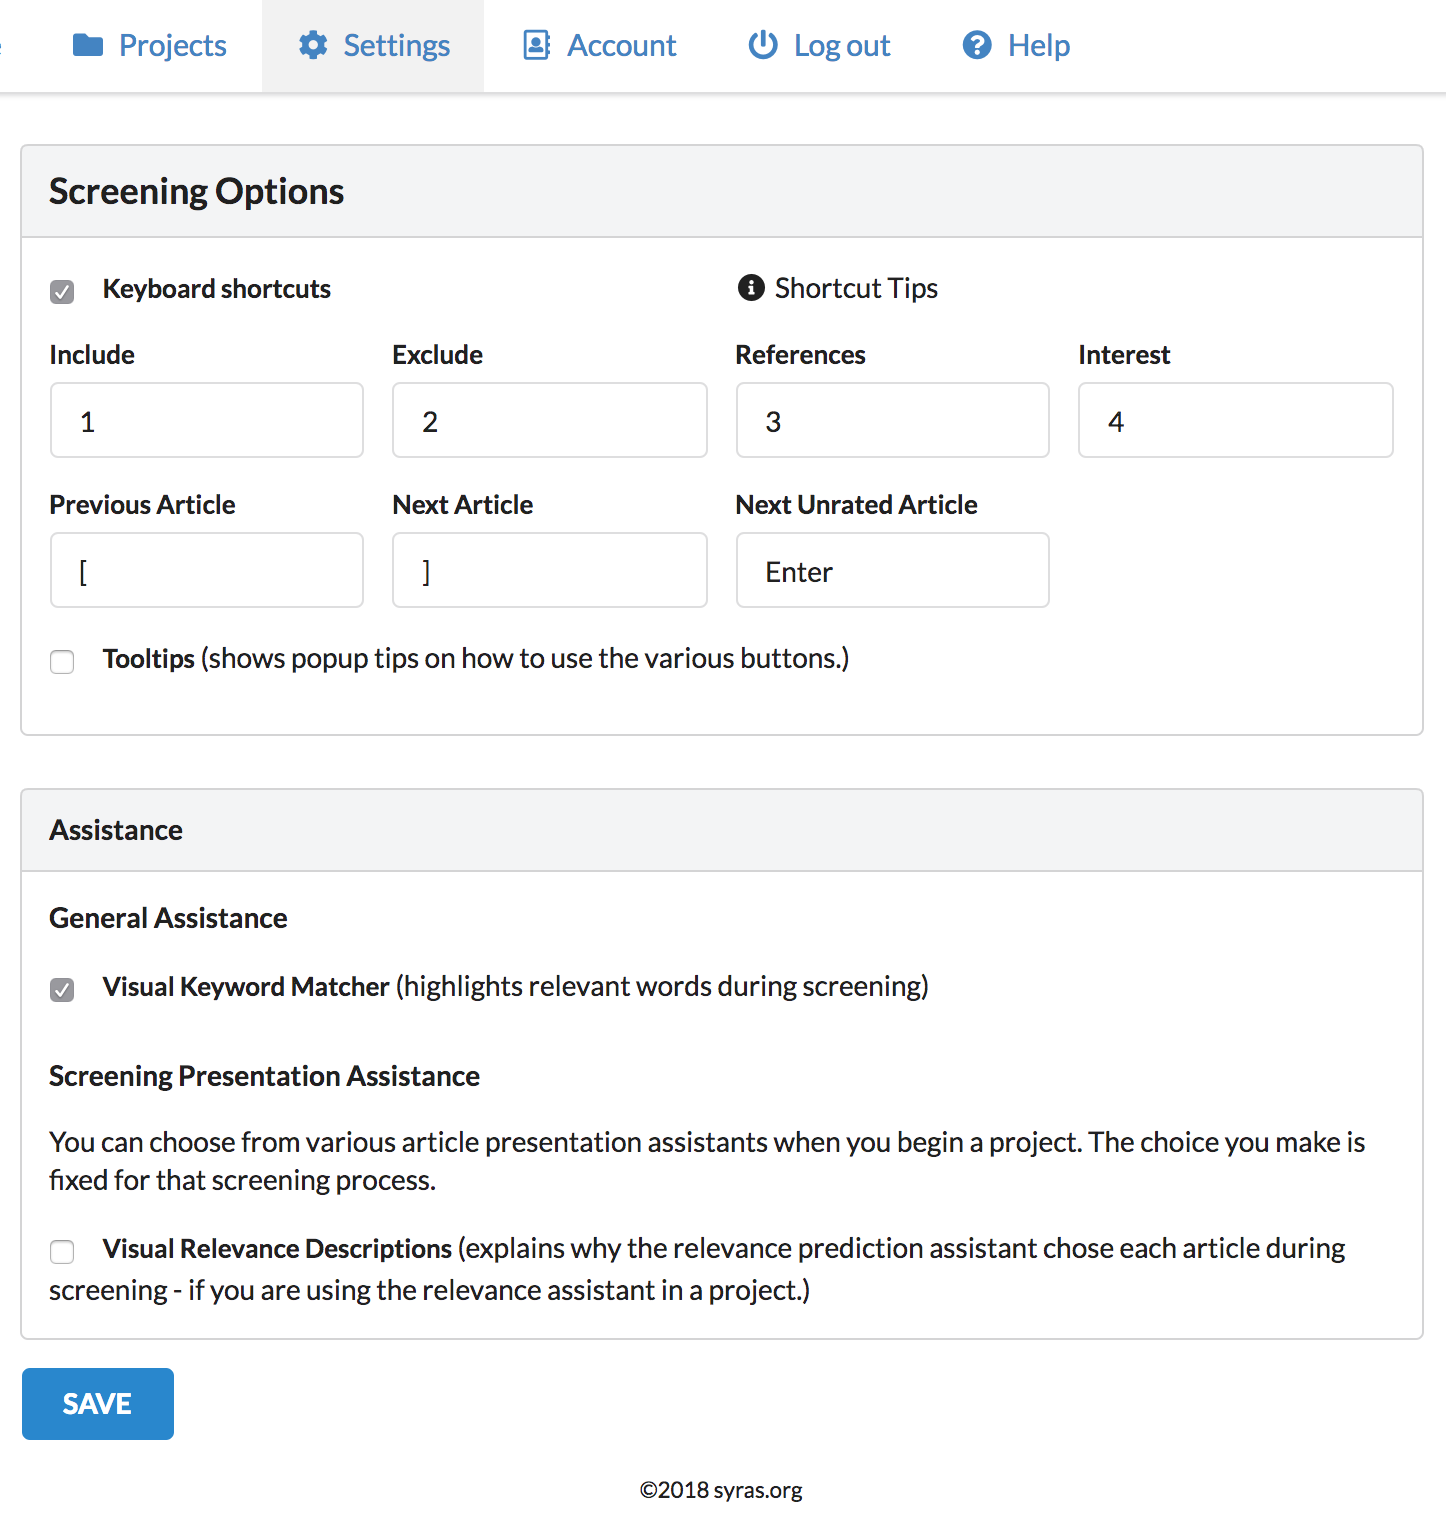 Projects Settings Account Log out Help
Screening Options
Keyboard shortcuts Shortcut Tips
Include Exclude References Interest
1 2 3 4
Previous Article Next Article Next Unrated Article
[ ] Enter
Tooltips (shows popup tips on how to use the various buttons.)
Assistance
General Assistance
Visual Keyword Matcher (highlights relevant words during screening)
Screening Presentation Assistance
You can choose from various article presentation assistants when you begin a project. The choice you make is
fixed for that screening process.
Visual Relevance Descriptions (explains why the relevance prediction assistant chose each article during
screening - if you are using the relevance assistant in a project.)
SAVE
©2018 syras.org